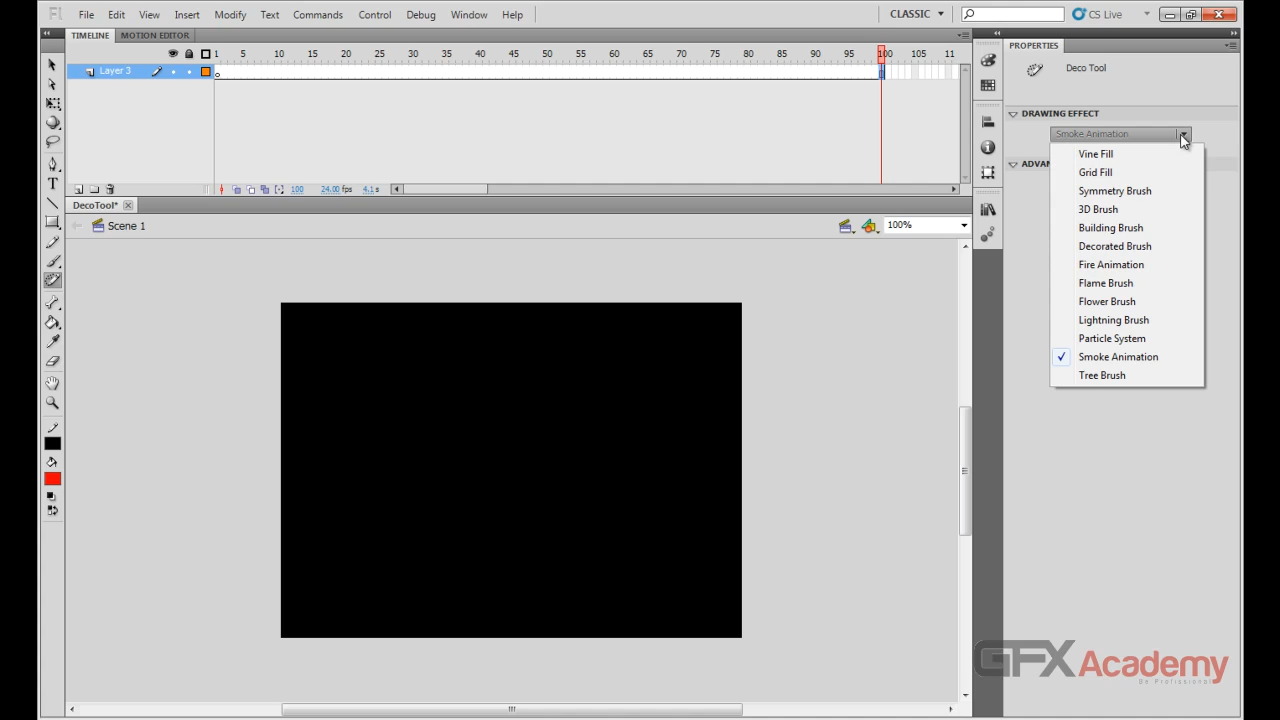 Fl File Edit View Insert Modify Text Commands Control Debug Window Help CLASSIC CS Live
TIMELINE MOTION EDITOR
1 5 10 15 20 25 30 35 40 45 50 55 60 65 70 75 80 85 90 95 100 105 11
Layer 3
100 24.00 fps 4.1 s
DecoTool*
Scene 1
100%
PROPERTIES
Deco Tool
DRAWING EFFECT
Smoke Animation
ADVAN
Vine Fill
Grid Fill
Symmetry Brush
3D Brush
Building Brush
Decorated Brush
Fire Animation
Flame Brush
Flower Brush
Lightning Brush
Particle System
Smoke Animation
Tree Brush
GFX Academy
Be Professional